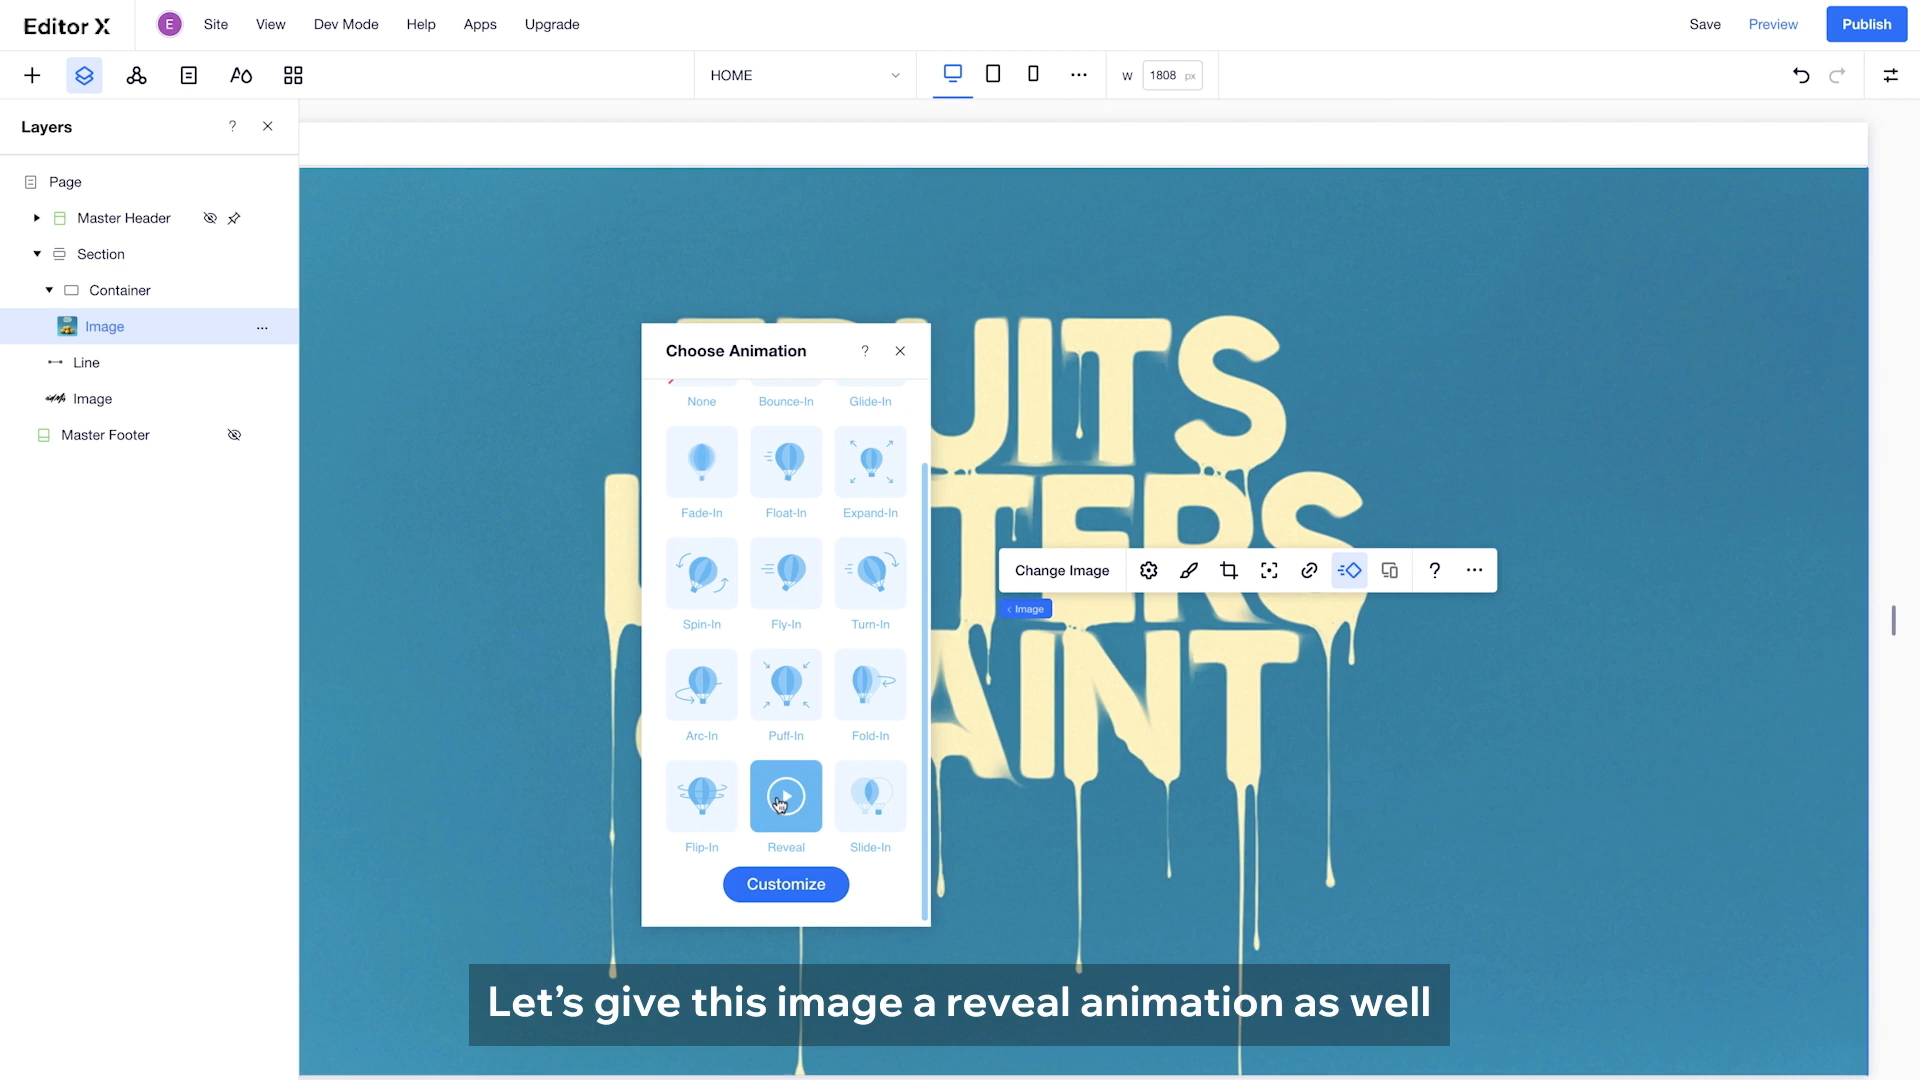 Editor X
E
Site
View
Dev Mode
Help
Apps
Upgrade
Save
Preview
Publish
HOME
W
1808 px
Layers
?
Page
Master Header
Section
Container
Image
Line
Image
Master Footer
Choose Animation
?
None
Bounce-In
Glide-In
Fade-In
Float-In
Expand-In
Spin-In
Fly-In
Turn-In
Arc-In
Puff-In
Fold-In
Flip-In
Reveal
Slide-In
Customize
UITS
TERS
AINT
Change Image
?
< Image
Let's give this image a reveal animation as well